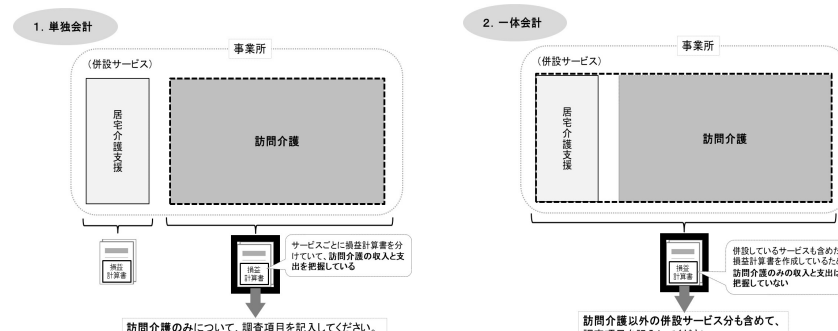 1．単独会計
事業所
（併設サービス）
居宅介護支援
訪問介護
損益
計算書
損益
計算書
サービスごとに損益計算書を分
けていて、訪問介護の収入と支
出を把握している
訪問介護のみについて、調査項目を記入してください。
2．一体会計
事業所
（併設サービス）
居宅介護支援
訪問介護
損益
計算書
併設しているサービスも含めた
損益計算書を作成しているため
訪問介護のみの収入と支出は
把握していない
訪問介護以外の併設サービス分も含めて、